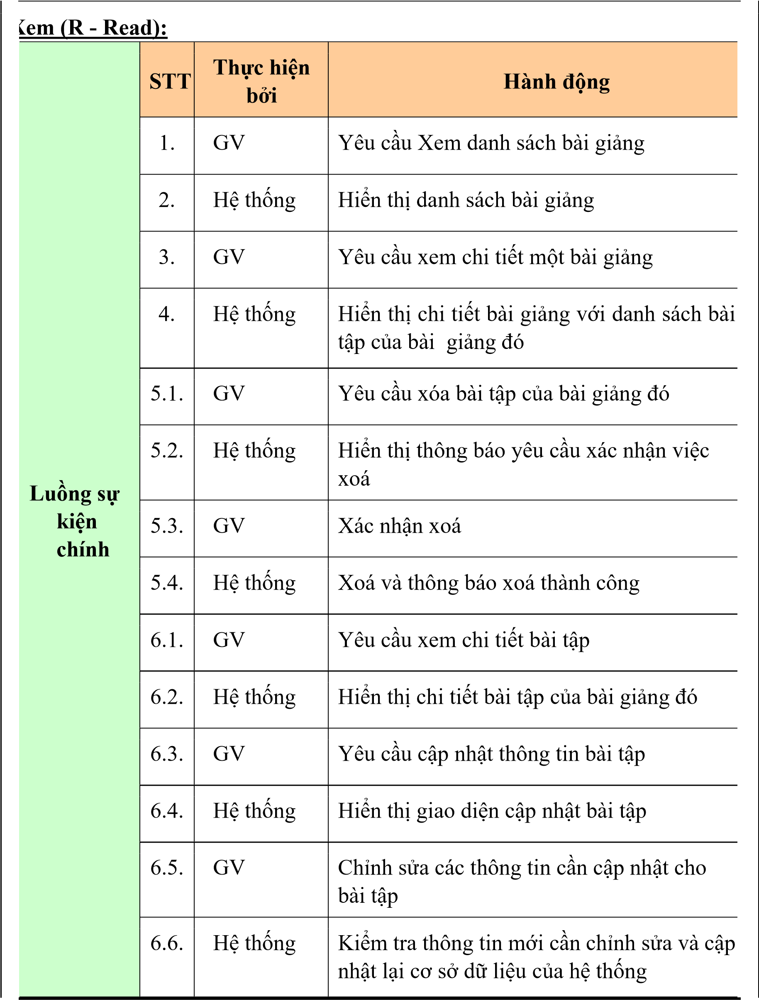 Xem (R - Read):
STT
Thực hiện
bởi
Hành động
1.
GV
Yêu cầu Xem danh sách bài giảng
2.
Hệ thống
Hiển thị danh sách bài giảng
3.
GV
Yêu cầu xem chi tiết một bài giảng
4.
Hệ thống
Hiển thị chi tiết bài giảng với danh sách bài
tập của bài  giảng đó
5.1.
GV
Yêu cầu xóa bài tập của bài giảng đó
5.2.
Hệ thống
Hiển thị thông báo yêu cầu xác nhận việc
xoá
Luồng sự
kiện
chính
5.3.
GV
Xác nhận xoá
5.4.
Hệ thống
Xoá và thông báo xoá thành công
6.1.
GV
Yêu cầu xem chi tiết bài tập
6.2.
Hệ thống
Hiển thị chi tiết bài tập của bài giảng đó
6.3.
GV
Yêu cầu cập nhật thông tin bài tập
6.4.
Hệ thống
Hiển thị giao diện cập nhật bài tập
6.5.
GV
Chỉnh sửa các thông tin cần cập nhật cho
bài tập
6.6.
Hệ thống
Kiểm tra thông tin mới cần chỉnh sửa và cập
nhật lại cơ sở dữ liệu của hệ thống